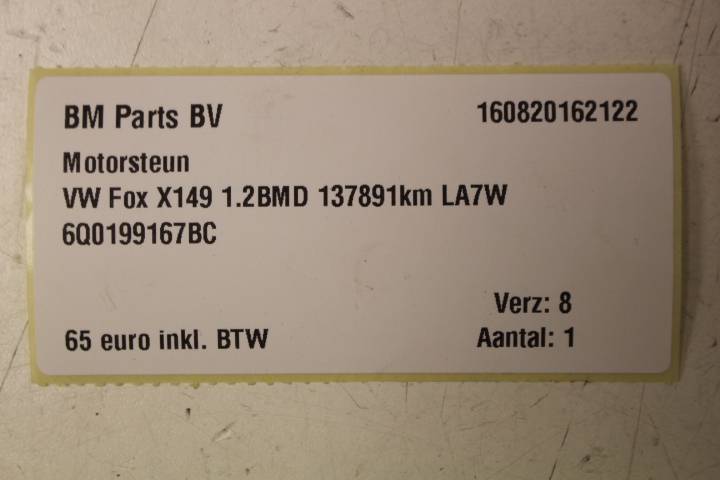 BM Parts BV 160820162122
Motorsteun
VW Fox X149 1.2BMD 137891km LA7W
6Q0199167BC
Verz: 8
65 euro inkl. BTW Aantal: 1